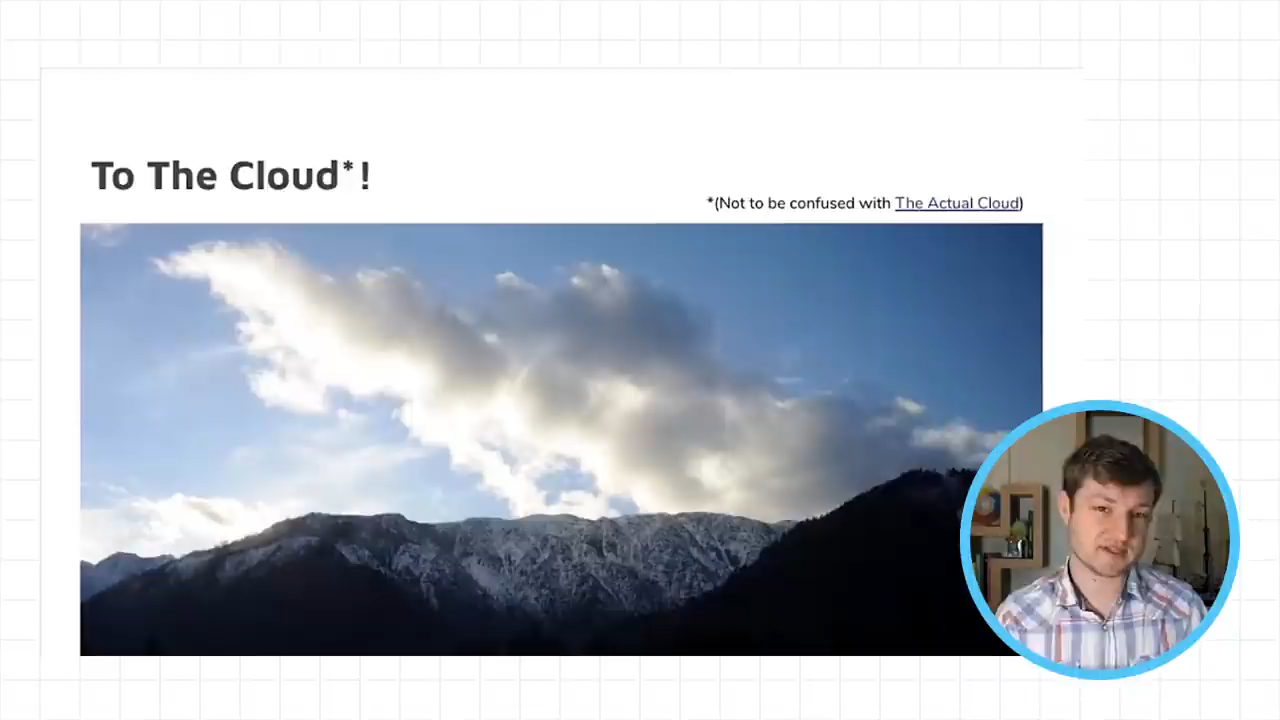 To The Cloud*!
*(Not to be confused with The Actual Cloud)